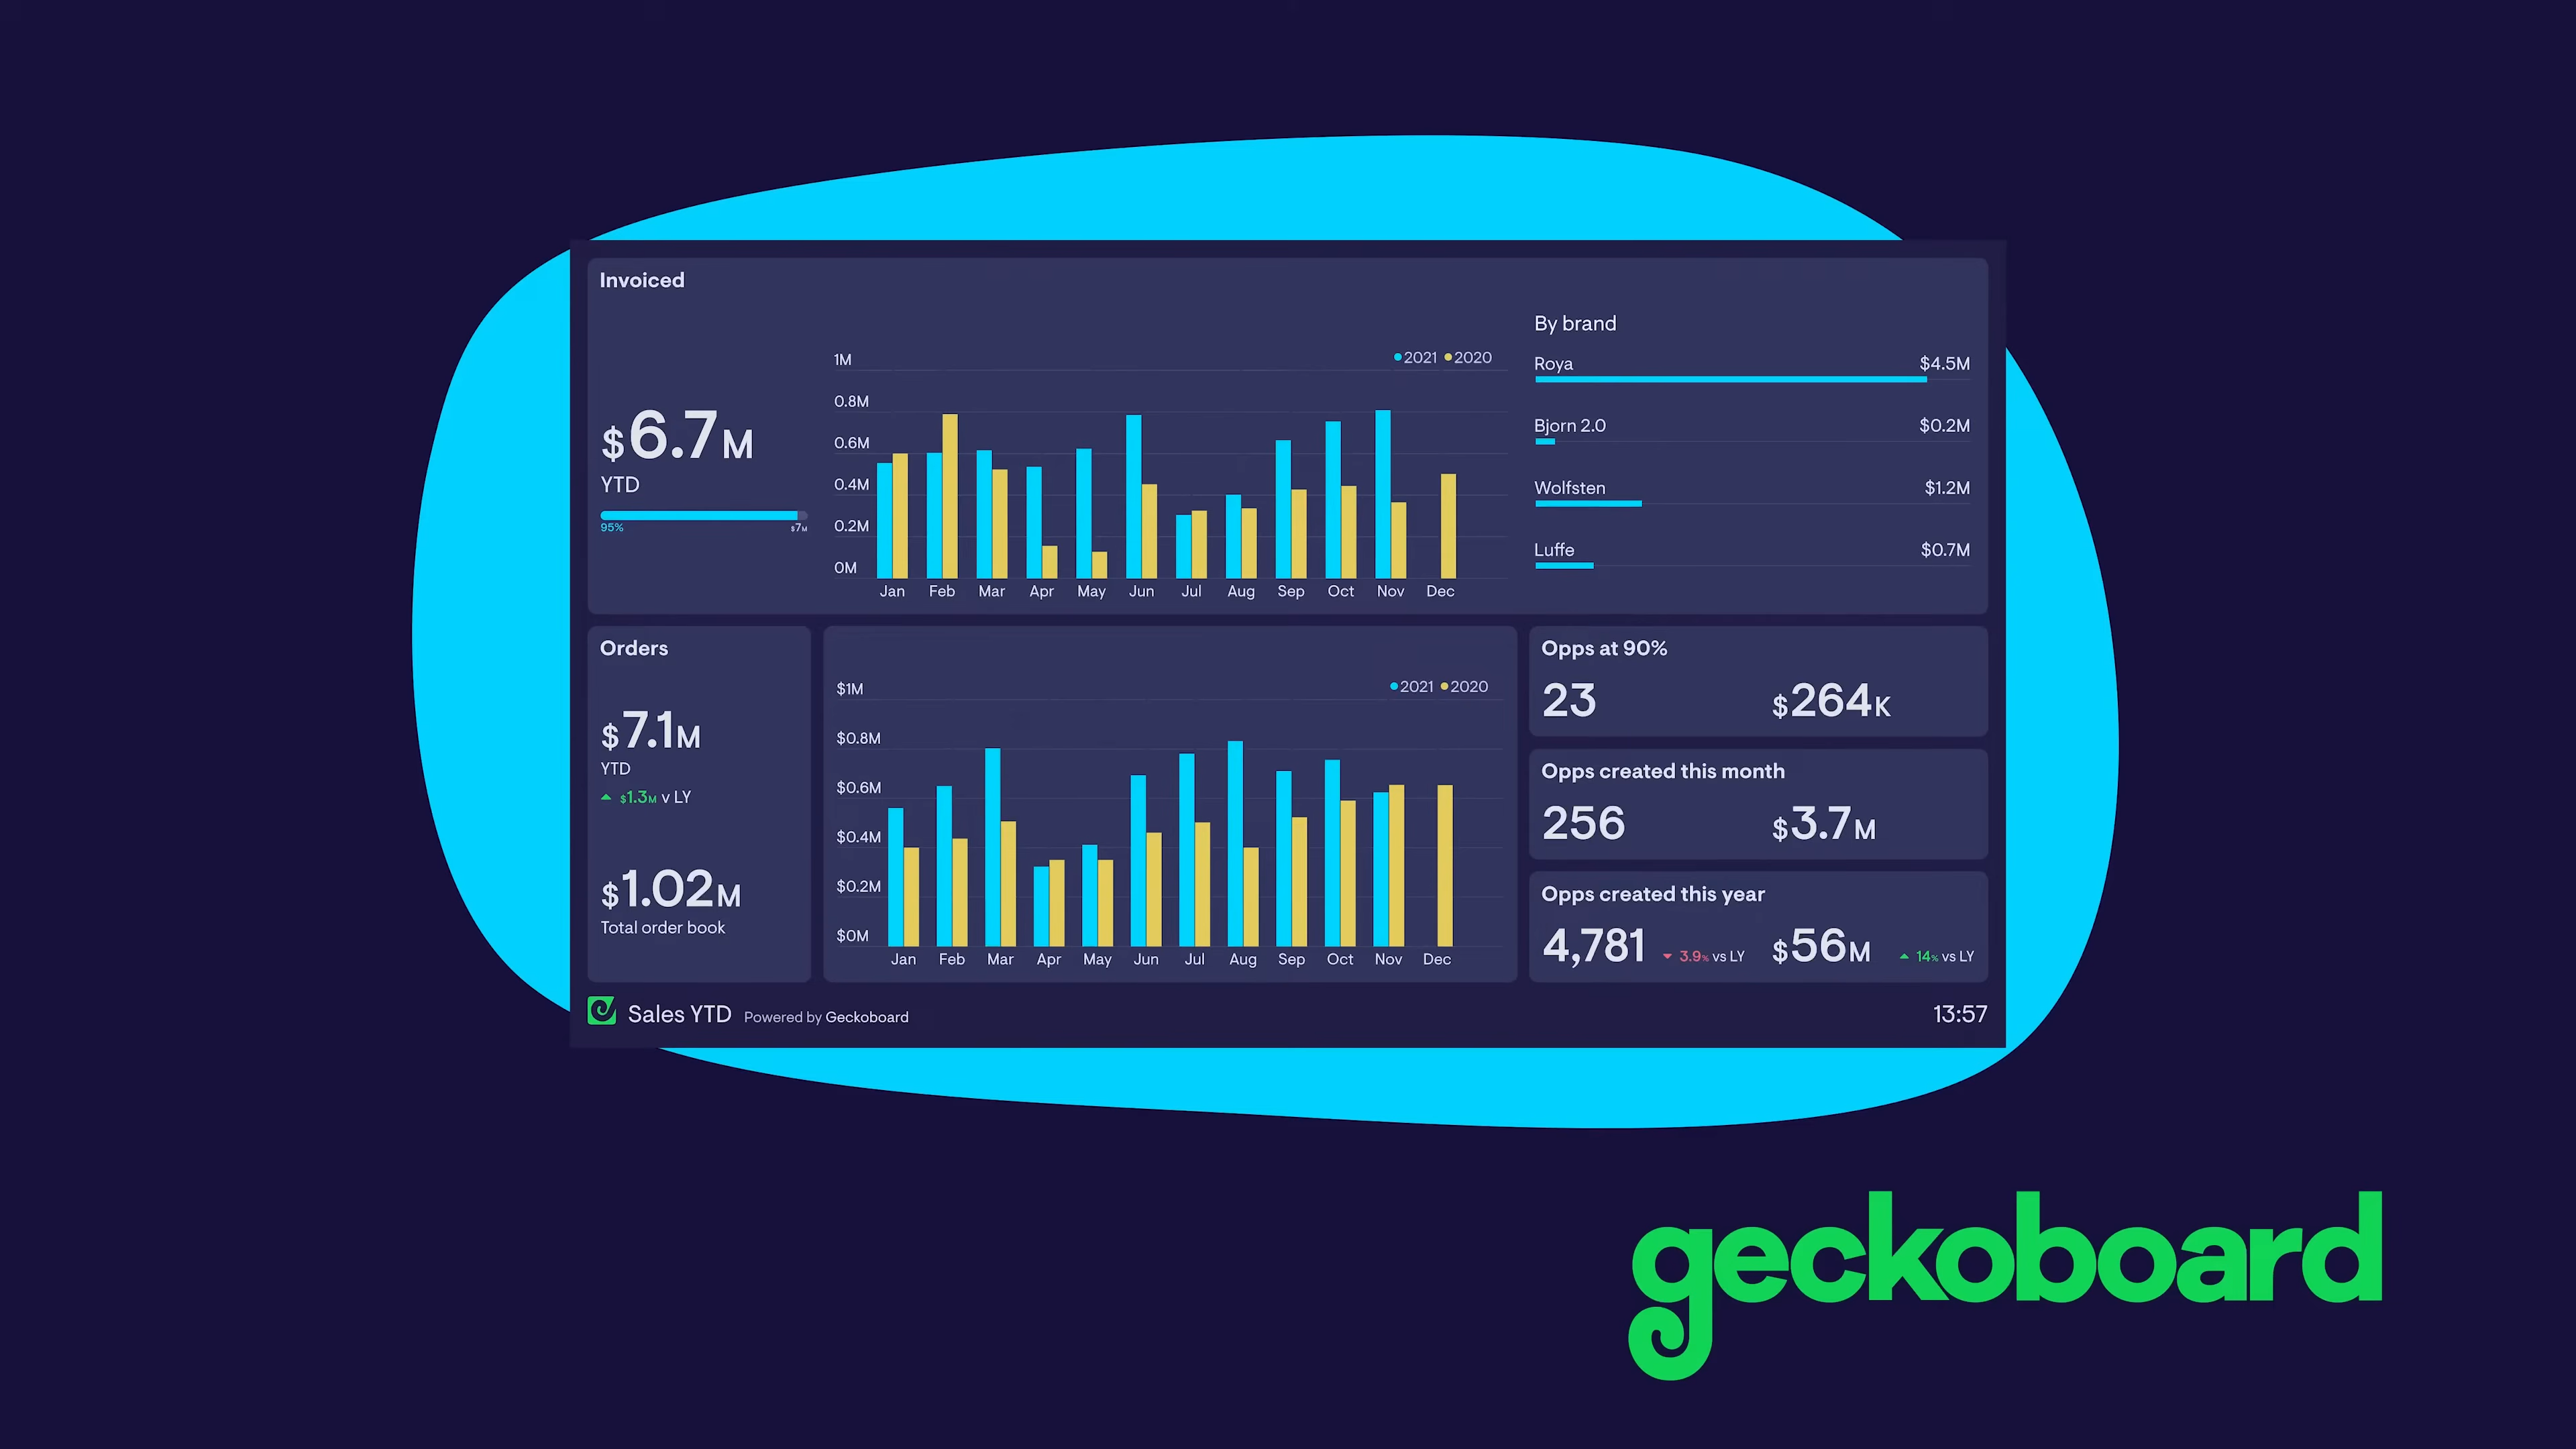 Invoiced
$6.7M
YTD
95%
$7M
1M
0.8M
0.6M
0.4M
0.2M
0M
2021 2020
Jan Feb Mar Apr May Jun Jul Aug Sep Oct Nov Dec
By brand
Roya $4.5M
Bjorn 2.0 $0.2M
Wolfsten $1.2M
Luffe $0.7M
Orders
$7.1M
YTD
$1.3M v LY
$1.02M
Total order book
$1M
$0.8M
$0.6M
$0.4M
$0.2M
$0M
2021 2020
Jan Feb Mar Apr May Jun Jul Aug Sep Oct Nov Dec
Opps at 90%
23 $264K
Opps created this month
256 $3.7M
Opps created this year
4,781 3.9% vs LY $56M 14% vs LY
Sales YTD Powered by Geckoboard
13:57
geckoboard